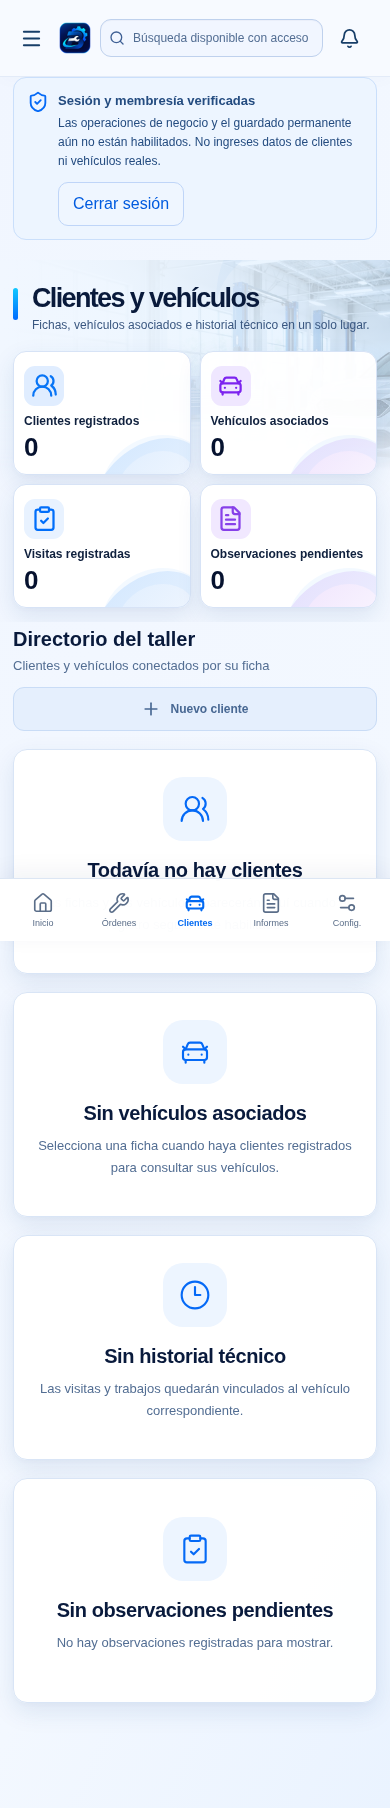 Búsqueda disponible con acceso
Sesión y membresía verificadas
Las operaciones de negocio y el guardado permanente
aún no están habilitados. No ingreses datos de clientes
ni vehículos reales.
Cerrar sesión
Clientes y vehículos
Fichas, vehículos asociados e historial técnico en un solo lugar.
Clientes registrados
0
Vehículos asociados
0
Visitas registradas
0
Observaciones pendientes
0
Directorio del taller
Clientes y vehículos conectados por su ficha
Nuevo cliente
Todavía no hay clientes
Inicio
Órdenes
Clientes
Informes
Config.
Sin vehículos asociados
Selecciona una ficha cuando haya clientes registrados
para consultar sus vehículos.
Sin historial técnico
Las visitas y trabajos quedarán vinculados al vehículo
correspondiente.
Sin observaciones pendientes
No hay observaciones registradas para mostrar.